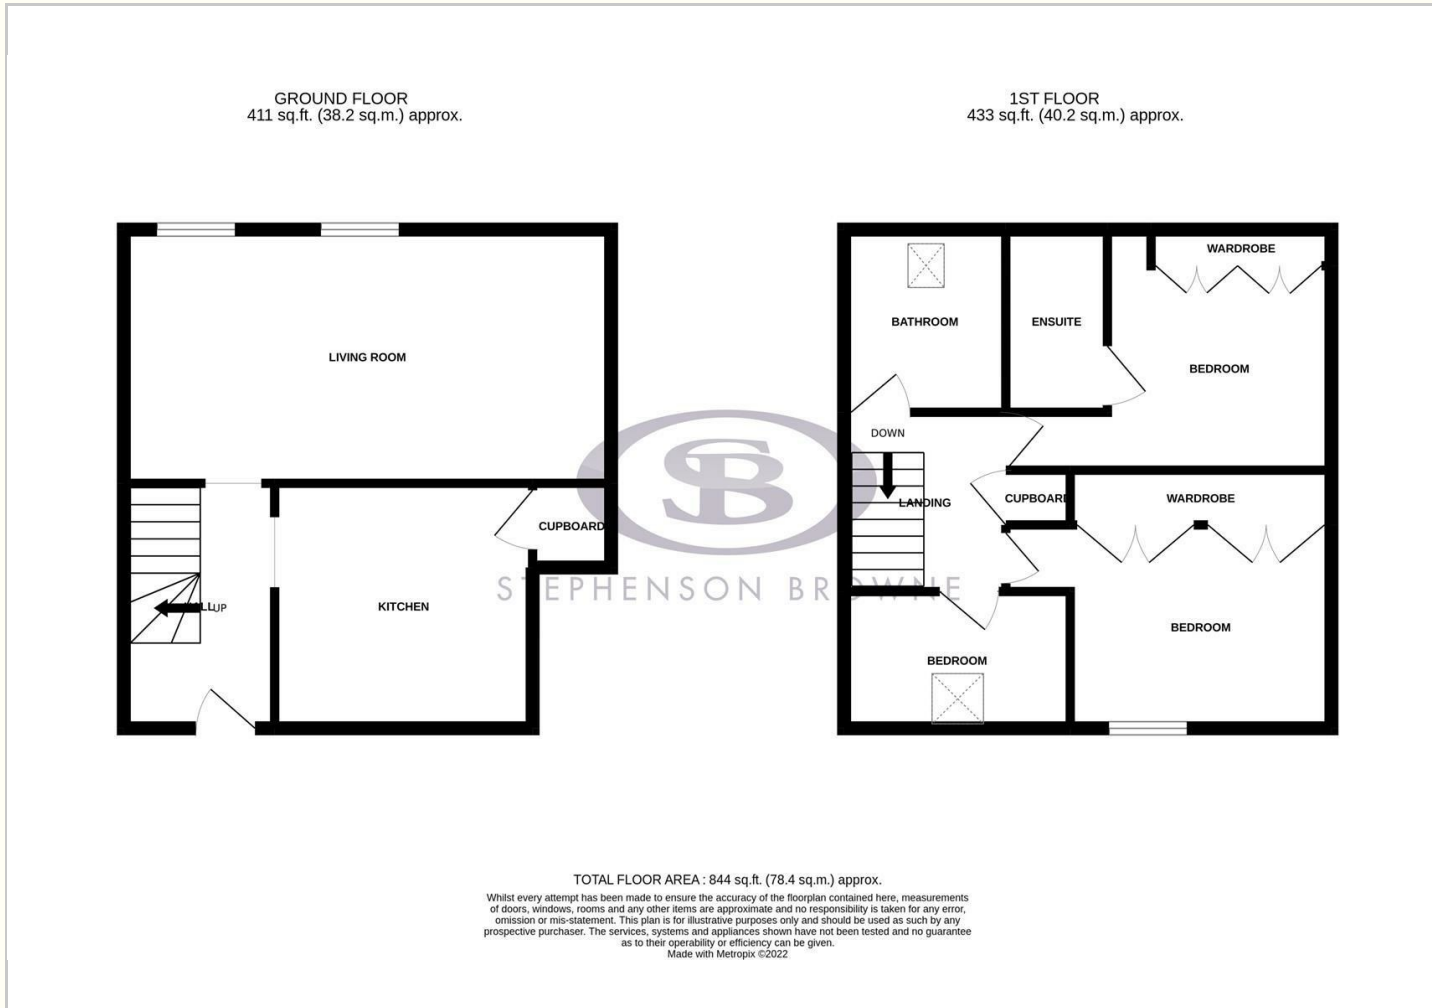 GROUND FLOOR
411 sq.ft. (38.2 sq.m.) approx.
1ST FLOOR
433 sq.ft. (40.2 sq.m.) approx.
LIVING ROOM
CUPBOARD
KITCHEN
HALL
UP
WARDROBE
BATHROOM
ENSUITE
BEDROOM
DOWN
LANDING
CUPBOARD
WARDROBE
BEDROOM
BEDROOM
SB
STEPHENSON BROWNE
TOTAL FLOOR AREA : 844 sq.ft. (78.4 sq.m.) approx.
Whilst every attempt has been made to ensure the accuracy of the floorplan contained here, measurements
of doors, windows, rooms and any other items are approximate and no responsibility is taken for any error,
omission or mis-statement. This plan is for illustrative purposes only and should be used as such by any
prospective purchaser. The services, systems and appliances shown have not been tested and no guarantee
as to their operability or efficiency can be given.
Made with Metropix ©2022